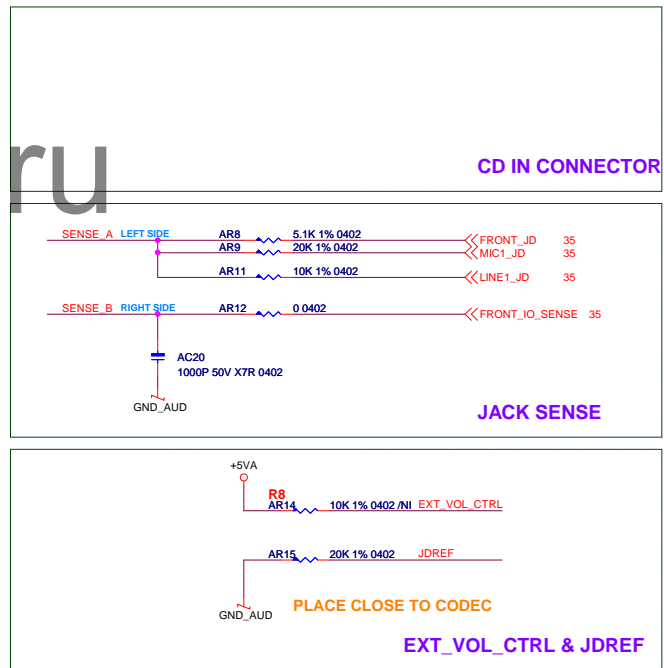 ru
CD IN CONNECTOR
SENSE_A LEFT SIDE AR8 5.1K 1% 0402 FRONT_JD 35
AR9 20K 1% 0402 MIC1_JD 35
AR11 10K 1% 0402 LINE1_JD 35
SENSE_B RIGHT SIDE AR12 0 0402 FRONT_IO_SENSE 35
AC20
1000P 50V X7R 0402
GND_AUD
JACK SENSE
+5VA
R8
AR14 10K 1% 0402 /NI EXT_VOL_CTRL
AR15 20K 1% 0402 JDREF
GND_AUD
PLACE CLOSE TO CODEC
EXT_VOL_CTRL & JDREF